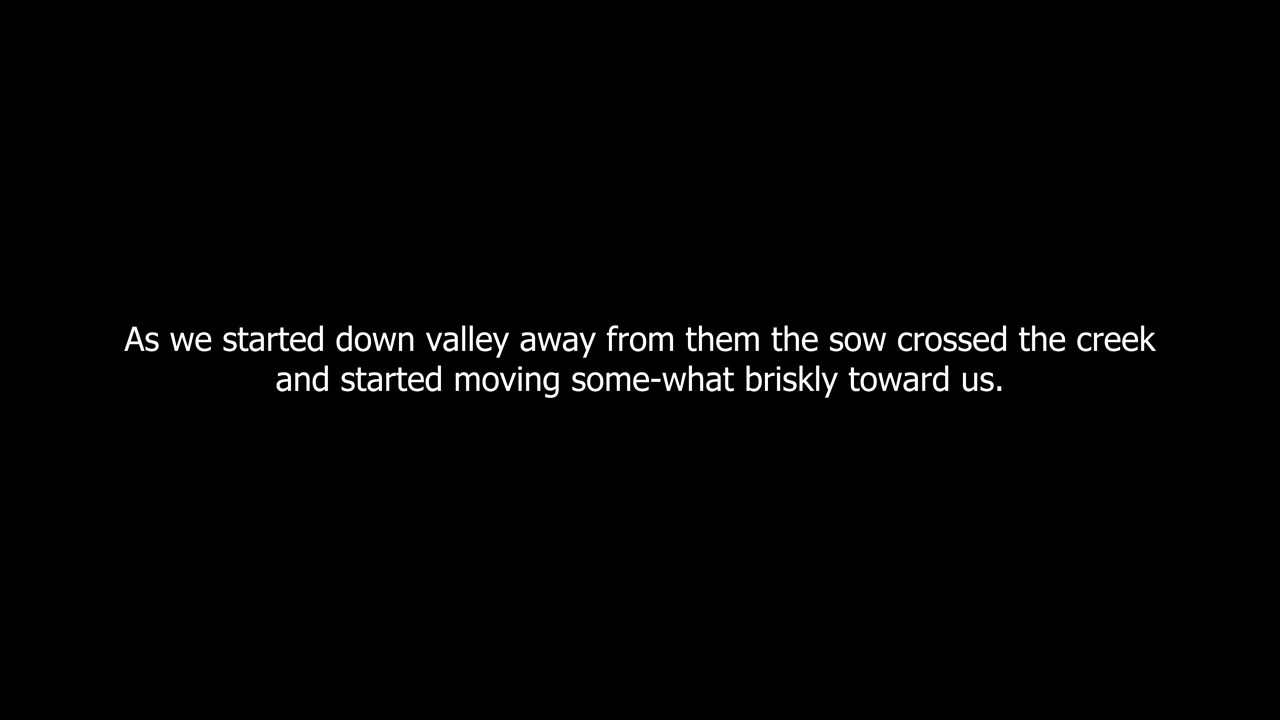 As we started down valley away from them the sow crossed the creek
and started moving some-what briskly toward us.